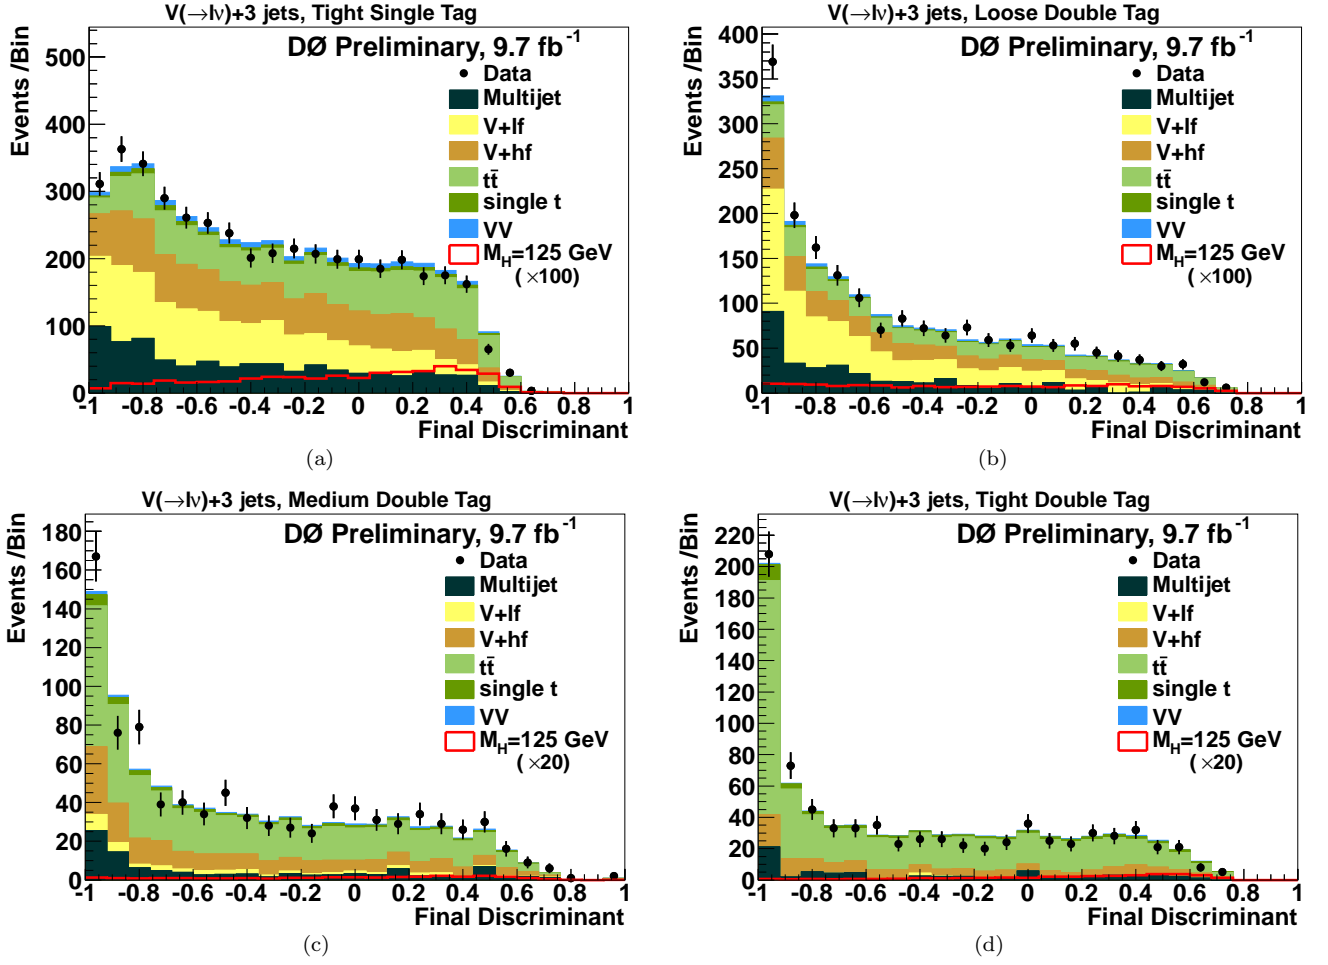 V(→lν)+3 jets, Tight Single Tag
Events /Bin
DØ Preliminary, 9.7 fb⁻¹
Data
Multijet
V+lf
V+hf
tt̄
single t
VV
M_H=125 GeV
(×100)
500
400
300
200
100
0
-1 -0.8 -0.6 -0.4 -0.2 0 0.2 0.4 0.6 0.8 1
Final Discriminant
(a)
V(→lν)+3 jets, Loose Double Tag
Events /Bin
DØ Preliminary, 9.7 fb⁻¹
Data
Multijet
V+lf
V+hf
tt̄
single t
VV
M_H=125 GeV
(×100)
400
350
300
250
200
150
100
50
0
-1 -0.8 -0.6 -0.4 -0.2 0 0.2 0.4 0.6 0.8 1
Final Discriminant
(b)
V(→lν)+3 jets, Medium Double Tag
Events /Bin
DØ Preliminary, 9.7 fb⁻¹
Data
Multijet
V+lf
V+hf
tt̄
single t
VV
M_H=125 GeV
(×20)
180
160
140
120
100
80
60
40
20
0
-1 -0.8 -0.6 -0.4 -0.2 0 0.2 0.4 0.6 0.8 1
Final Discriminant
(c)
V(→lν)+3 jets, Tight Double Tag
Events /Bin
DØ Preliminary, 9.7 fb⁻¹
Data
Multijet
V+lf
V+hf
tt̄
single t
VV
M_H=125 GeV
(×20)
220
200
180
160
140
120
100
80
60
40
20
0
-1 -0.8 -0.6 -0.4 -0.2 0 0.2 0.4 0.6 0.8 1
Final Discriminant
(d)